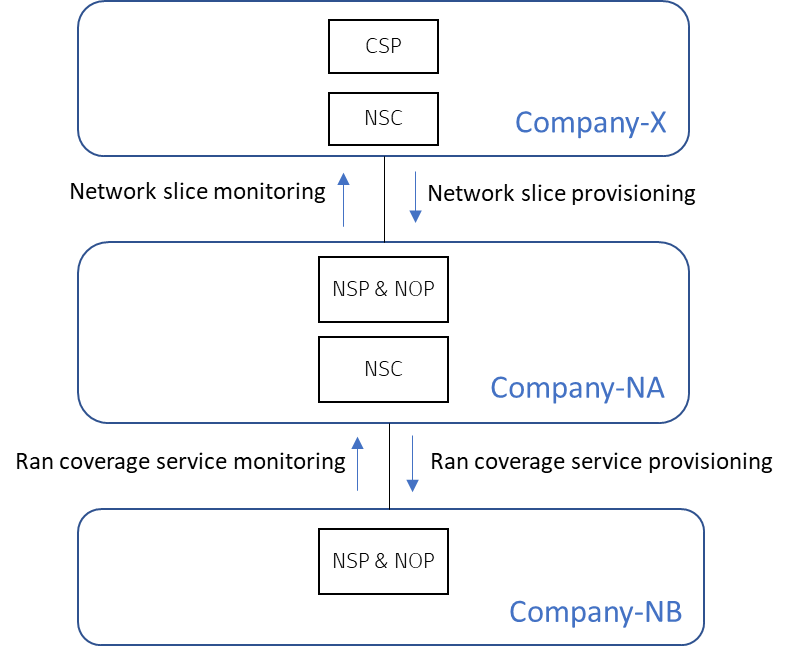 CSP
NSC
Company-X
Network slice monitoring
Network slice provisioning
NSP & NOP
NSC
Company-NA
Ran coverage service monitoring
Ran coverage service provisioning
NSP & NOP
Company-NB